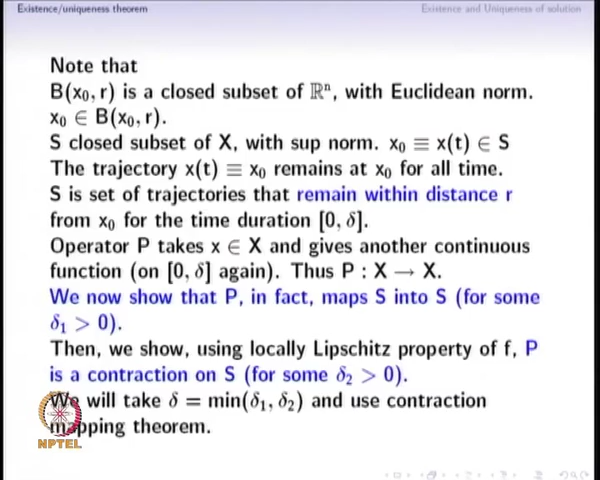 Existence/uniqueness theorem
Existence and Uniqueness of solution
Note that
B(x₀, r) is a closed subset of ℝⁿ, with Euclidean norm.
x₀ ∈ B(x₀, r).
S closed subset of X, with sup norm. x₀ ≡ x(t) ∈ S
The trajectory x(t) ≡ x₀ remains at x₀ for all time.
S is set of trajectories that remain within distance r
from x₀ for the time duration [0, δ].
Operator P takes x ∈ X and gives another continuous
function (on [0, δ] again). Thus P : X → X.
We now show that P, in fact, maps S into S (for some
δ₁ > 0).
Then, we show, using locally Lipschitz property of f, P
is a contraction on S (for some δ₂ > 0).
We will take δ = min(δ₁, δ₂) and use contraction
mapping theorem.
NPTEL